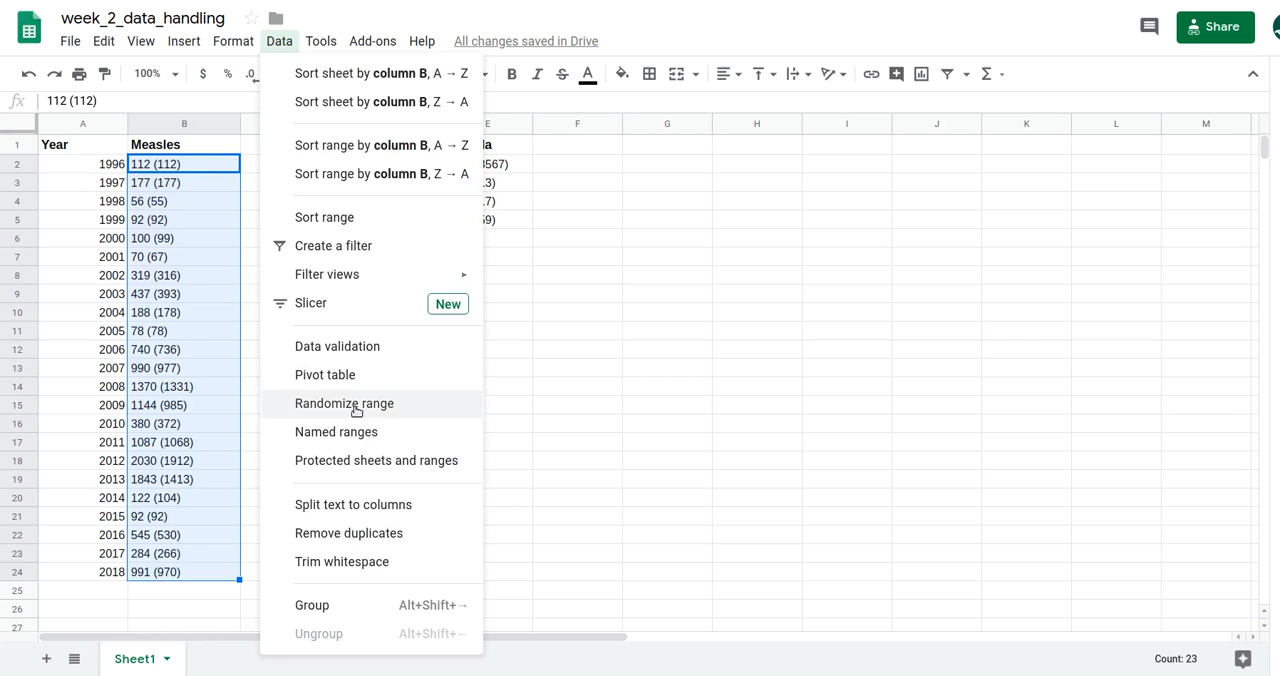 week_2_data_handling
File Edit View Insert Format Data Tools Add-ons Help All changes saved in Drive
Share
100% $ % .0 B I S A Σ
fx 112 (112)
A B E F G H I J K L M
1 Year Measles la
2 1996 112 (112) 3567)
3 1997 177 (177) 3)
4 1998 56 (55) 7)
5 1999 92 (92) 59)
6 2000 100 (99)
7 2001 70 (67)
8 2002 319 (316)
9 2003 437 (393)
10 2004 188 (178)
11 2005 78 (78)
12 2006 740 (736)
13 2007 990 (977)
14 2008 1370 (1331)
15 2009 1144 (985)
16 2010 380 (372)
17 2011 1087 (1068)
18 2012 2030 (1912)
19 2013 1843 (1413)
20 2014 122 (104)
21 2015 92 (92)
22 2016 545 (530)
23 2017 284 (266)
24 2018 991 (970)
25
26
27
Sort sheet by column B, A → Z
Sort sheet by column B, Z → A
Sort range by column B, A → Z
Sort range by column B, Z → A
Sort range
Create a filter
Filter views
Slicer New
Data validation
Pivot table
Randomize range
Named ranges
Protected sheets and ranges
Split text to columns
Remove duplicates
Trim whitespace
Group Alt+Shift+→
Ungroup Alt+Shift+←
Sheet1
Count: 23